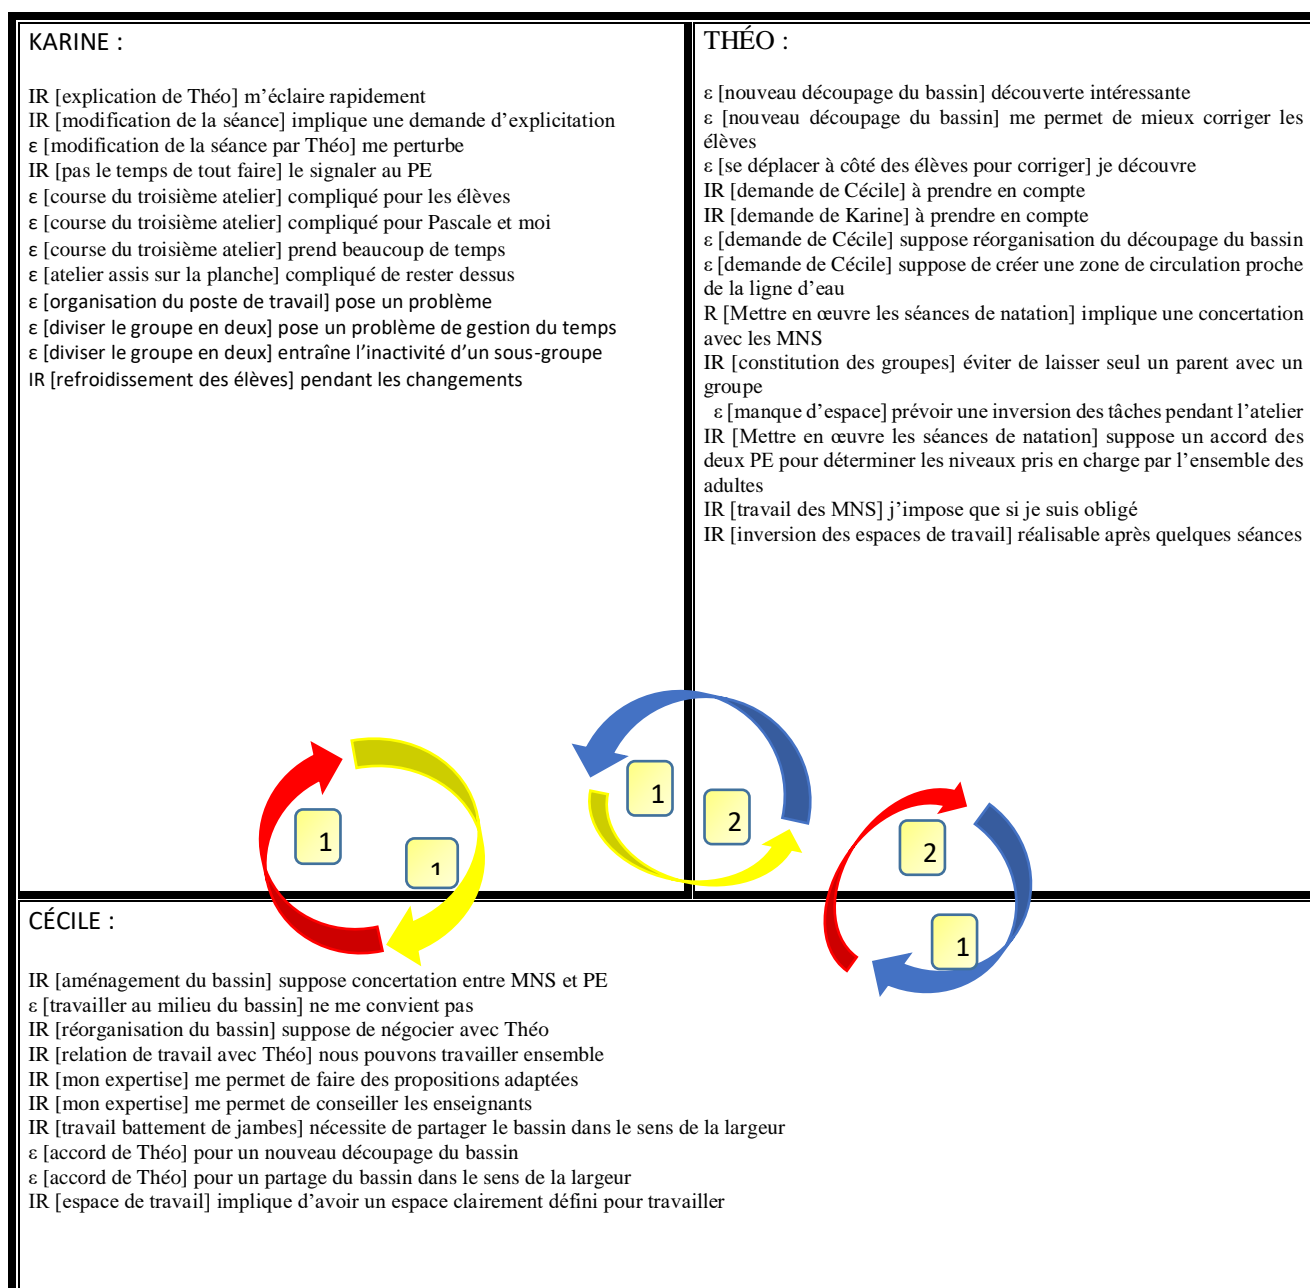 KARINE :
IR [explication de Théo] m’éclaire rapidement
IR [modification de la séance] implique une demande d’explicitation
ε [modification de la séance par Théo] me perturbe
IR [pas le temps de tout faire] le signaler au PE
ε [course du troisième atelier] compliqué pour les élèves
ε [course du troisième atelier] compliqué pour Pascale et moi
ε [course du troisième atelier] prend beaucoup de temps
ε [atelier assis sur la planche] compliqué de rester dessus
ε [organisation du poste de travail] pose un problème
ε [diviser le groupe en deux] pose un problème de gestion du temps
ε [diviser le groupe en deux] entraîne l’inactivité d’un sous-groupe
IR [refroidissement des élèves] pendant les changements
THÉO :
ε [nouveau découpage du bassin] découverte intéressante
ε [nouveau découpage du bassin] me permet de mieux corriger les
élèves
ε [se déplacer à côté des élèves pour corriger] je découvre
IR [demande de Cécile] à prendre en compte
IR [demande de Karine] à prendre en compte
ε [demande de Cécile] suppose réorganisation du découpage du bassin
ε [demande de Cécile] suppose de créer une zone de circulation proche
de la ligne d’eau
R [Mettre en œuvre les séances de natation] implique une concertation
avec les MNS
IR [constitution des groupes] éviter de laisser seul un parent avec un
groupe
ε [manque d’espace] prévoir une inversion des tâches pendant l’atelier
IR [Mettre en œuvre les séances de natation] suppose un accord des
deux PE pour déterminer les niveaux pris en charge par l’ensemble des
adultes
IR [travail des MNS] j’impose que si je suis obligé
IR [inversion des espaces de travail] réalisable après quelques séances
1
1
1
2
2
1
CÉCILE :
IR [aménagement du bassin] suppose concertation entre MNS et PE
ε [travailler au milieu du bassin] ne me convient pas
IR [réorganisation du bassin] suppose de négocier avec Théo
IR [relation de travail avec Théo] nous pouvons travailler ensemble
IR [mon expertise] me permet de faire des propositions adaptées
IR [mon expertise] me permet de conseiller les enseignants
IR [travail battement de jambes] nécessite de partager le bassin dans le sens de la largeur
ε [accord de Théo] pour un nouveau découpage du bassin
ε [accord de Théo] pour un partage du bassin dans le sens de la largeur
IR [espace de travail] implique d’avoir un espace clairement défini pour travailler